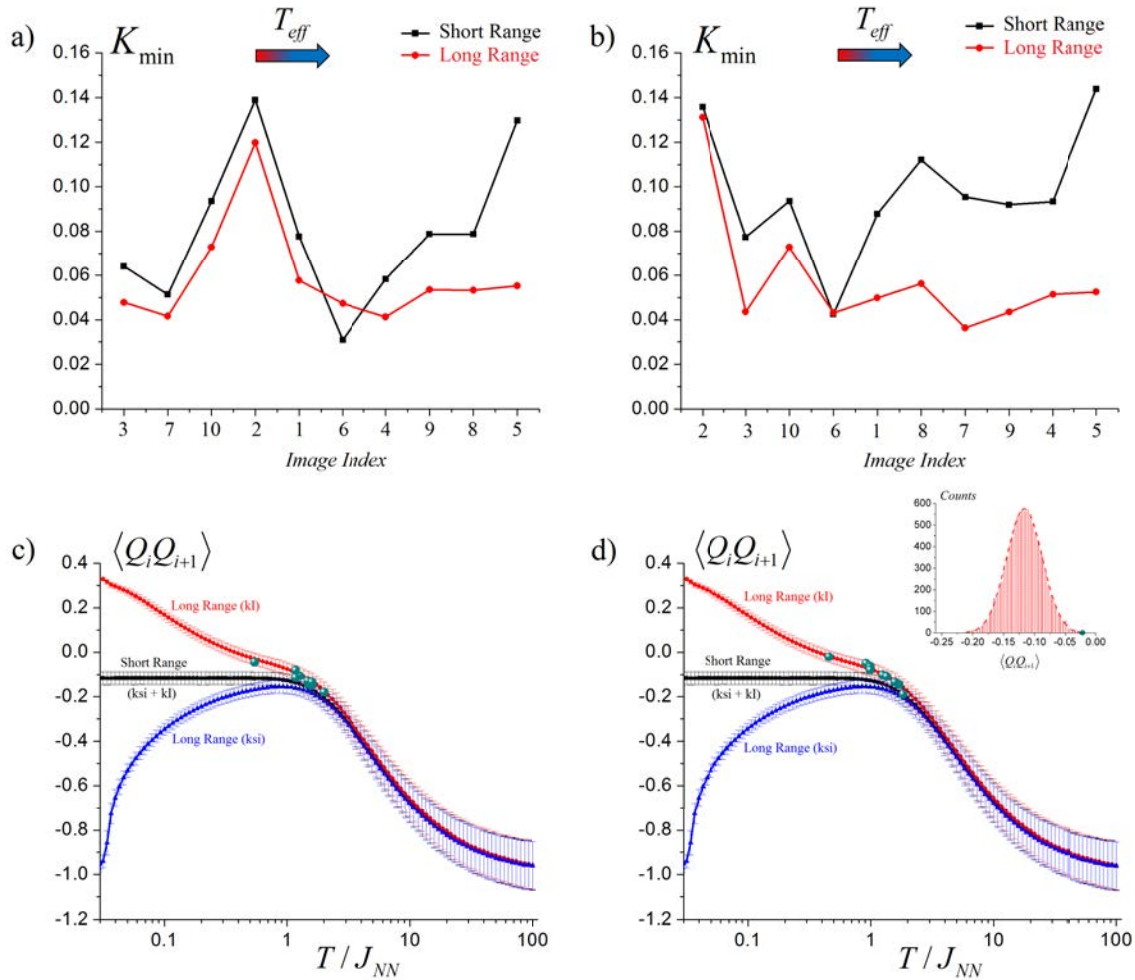 a)
K_min
T_eff
Short Range
Long Range
0.16
0.14
0.12
0.10
0.08
0.06
0.04
0.02
0.00
3 7 10 2 1 6 4 9 8 5
Image Index
b)
K_min
T_eff
Short Range
Long Range
0.16
0.14
0.12
0.10
0.08
0.06
0.04
0.02
0.00
2 3 10 6 1 8 7 9 4 5
Image Index
c)
⟨Q_i Q_{i+1}⟩
0.4
0.2
0.0
-0.2
-0.4
-0.6
-0.8
-1.0
-1.2
Long Range (kI)
Short Range
(ksi + kI)
Long Range (ksi)
0.1 1 10 100
T / J_NN
d)
⟨Q_i Q_{i+1}⟩
0.4
0.2
0.0
-0.2
-0.4
-0.6
-0.8
-1.0
-1.2
Long Range (kI)
Short Range
(ksi + kI)
Long Range (ksi)
0.1 1 10 100
T / J_NN
Counts
600
500
400
300
200
100
0
-0.25 -0.20 -0.15 -0.10 -0.05 0.00
⟨Q_iQ_{i+1}⟩